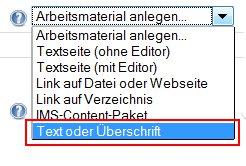 Arbeitsmaterial anlegen...
Arbeitsmaterial anlegen...
Textseite (ohne Editor)
Textseite (mit Editor)
Link auf Datei oder Webseite
Link auf Verzeichnis
IMS-Content-Paket
Text oder Überschrift